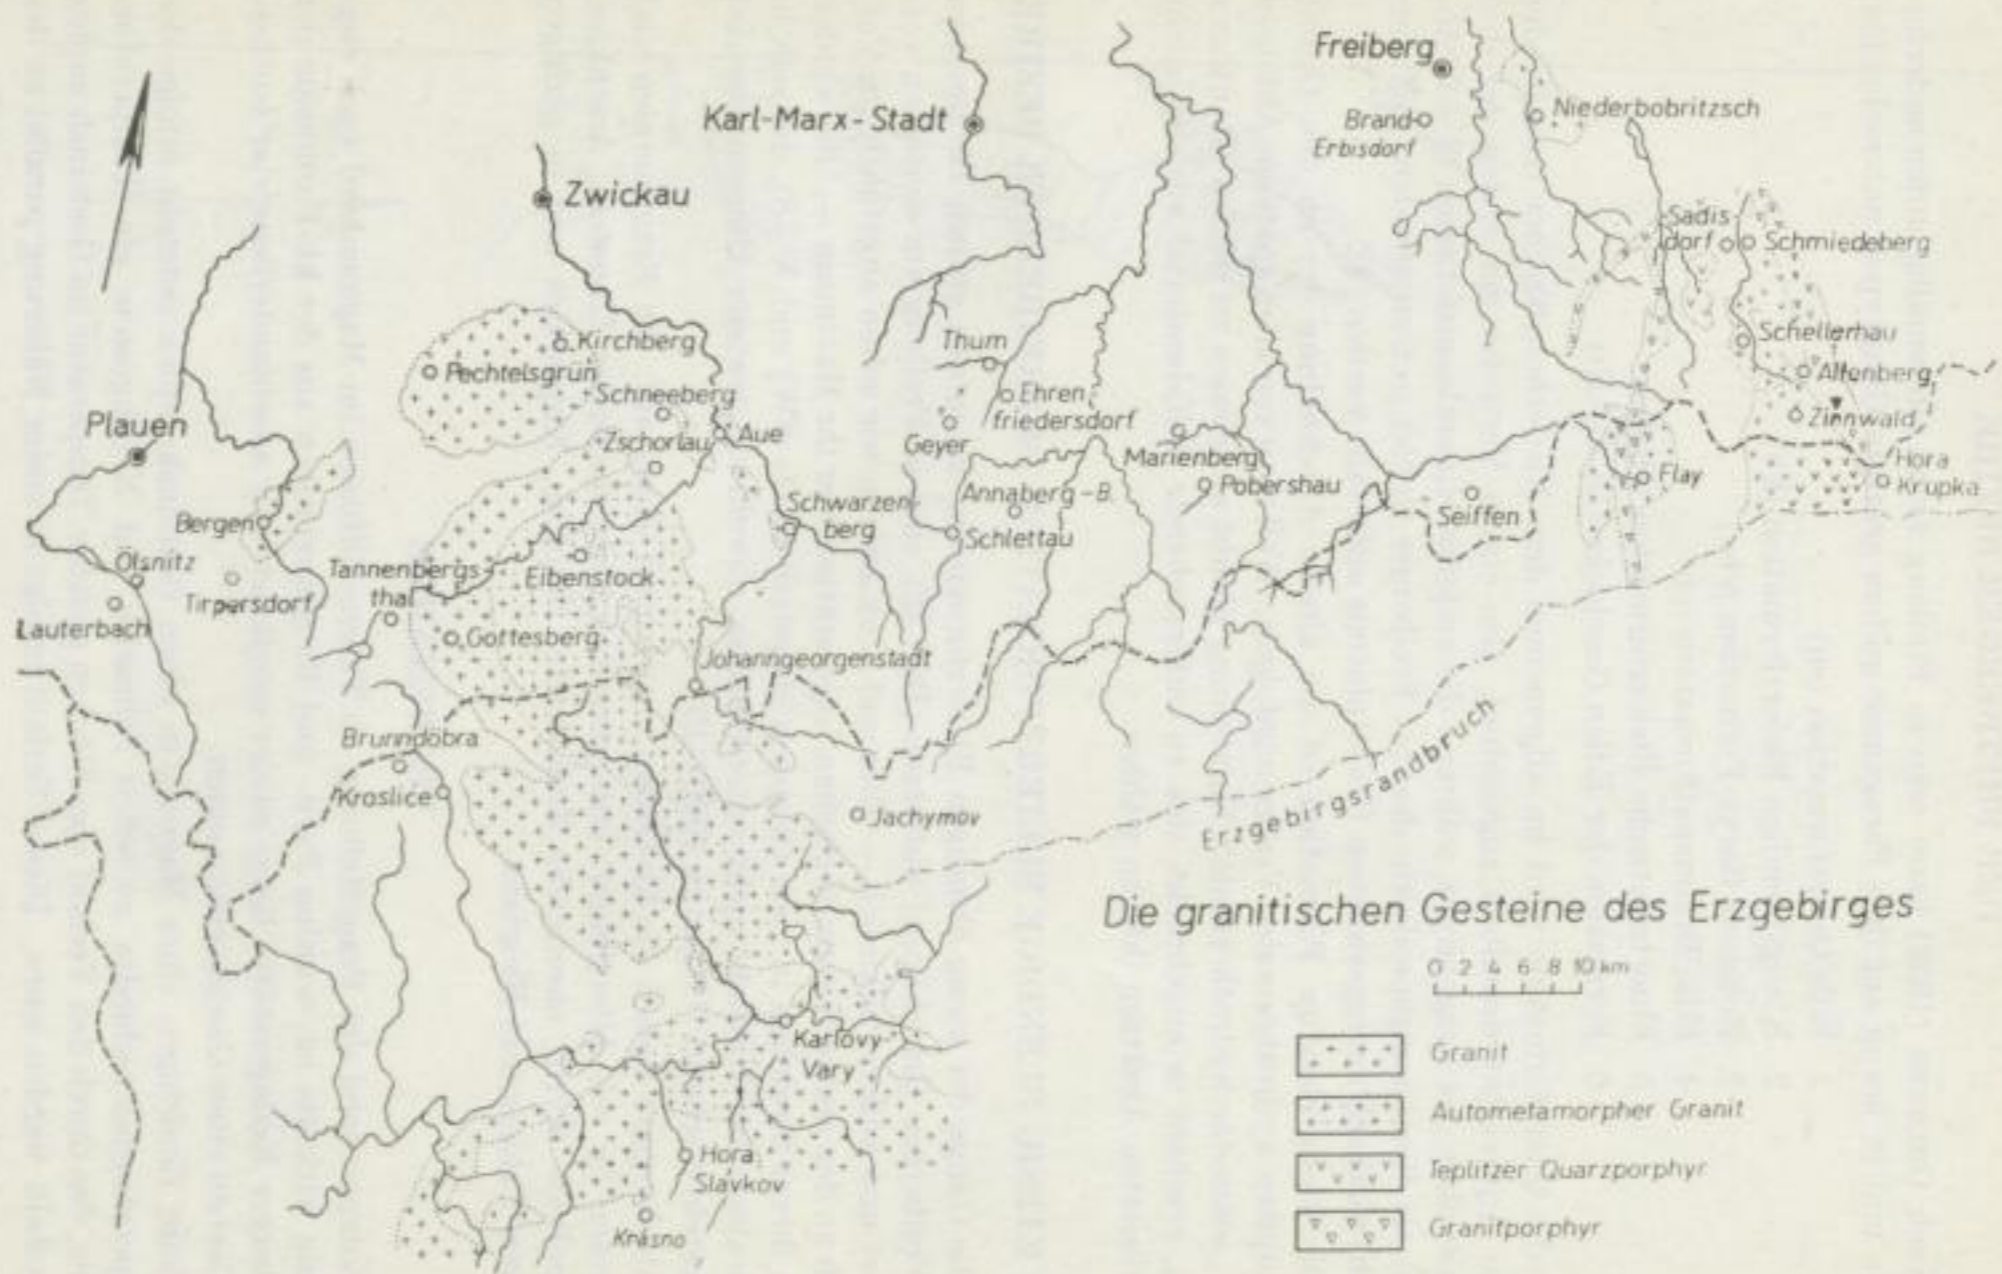 Freiberg
Niederbobritzsch
Brand-
Erbisdorf
Karl-Marx-Stadt
Zwickau
Sadis
dorf
Schmiedeberg
Kirchberg
Pechtelsgrün
Schneeberg
Thum
Schellerhau
Altenberg
Ehren
friedersdorf
Plauen
Zschorlau
Aue
Geyer
Zinnwald
Marienberg
Hora
Krupka
Pobershau
Flay
Annaberg-B.
Schwarzen-
berg
Seiffen
Bergen
Schlettau
Ölsnitz
Tannenbergs-
thal
Eibenstock
Tirpersdorf
Lauterbach
Gottesberg
Johanngeorgenstadt
Brunndöbra
Kroslice
Jachymov
Erzgebirgsrandbruch
Die granitischen Gesteine des Erzgebirges
0 2 4 6 8 10 km
Karlovy
Vary
Granit
Autometamorpher Granit
Teplitzer Quarzporphyr
Granitporphyr
Hora
Slavkov
Krásno